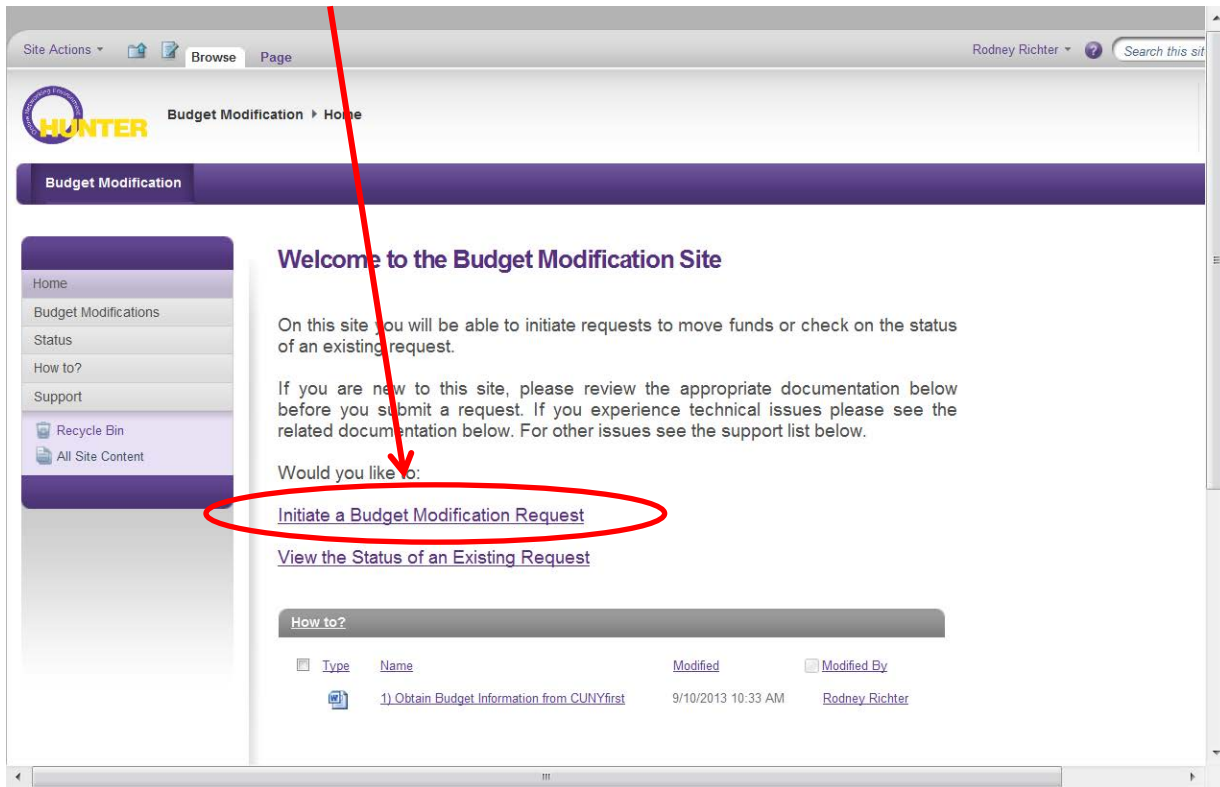 Site Actions Browse Page Rodney Richter Search this sit
HUNTER Budget Modification Home
Budget Modification
Home
Budget Modifications
Status
How to?
Support
Recycle Bin
All Site Content
Welcome to the Budget Modification Site
On this site you will be able to initiate requests to move funds or check on the status
of an existing request.
If you are new to this site, please review the appropriate documentation below
before you submit a request. If you experience technical issues please see the
related documentation below. For other issues see the support list below.
Would you like to:
Initiate a Budget Modification Request
View the Status of an Existing Request
How to?
Type Name Modified Modified By
1) Obtain Budget Information from CUNYfirst 9/10/2013 10:33 AM Rodney Richter